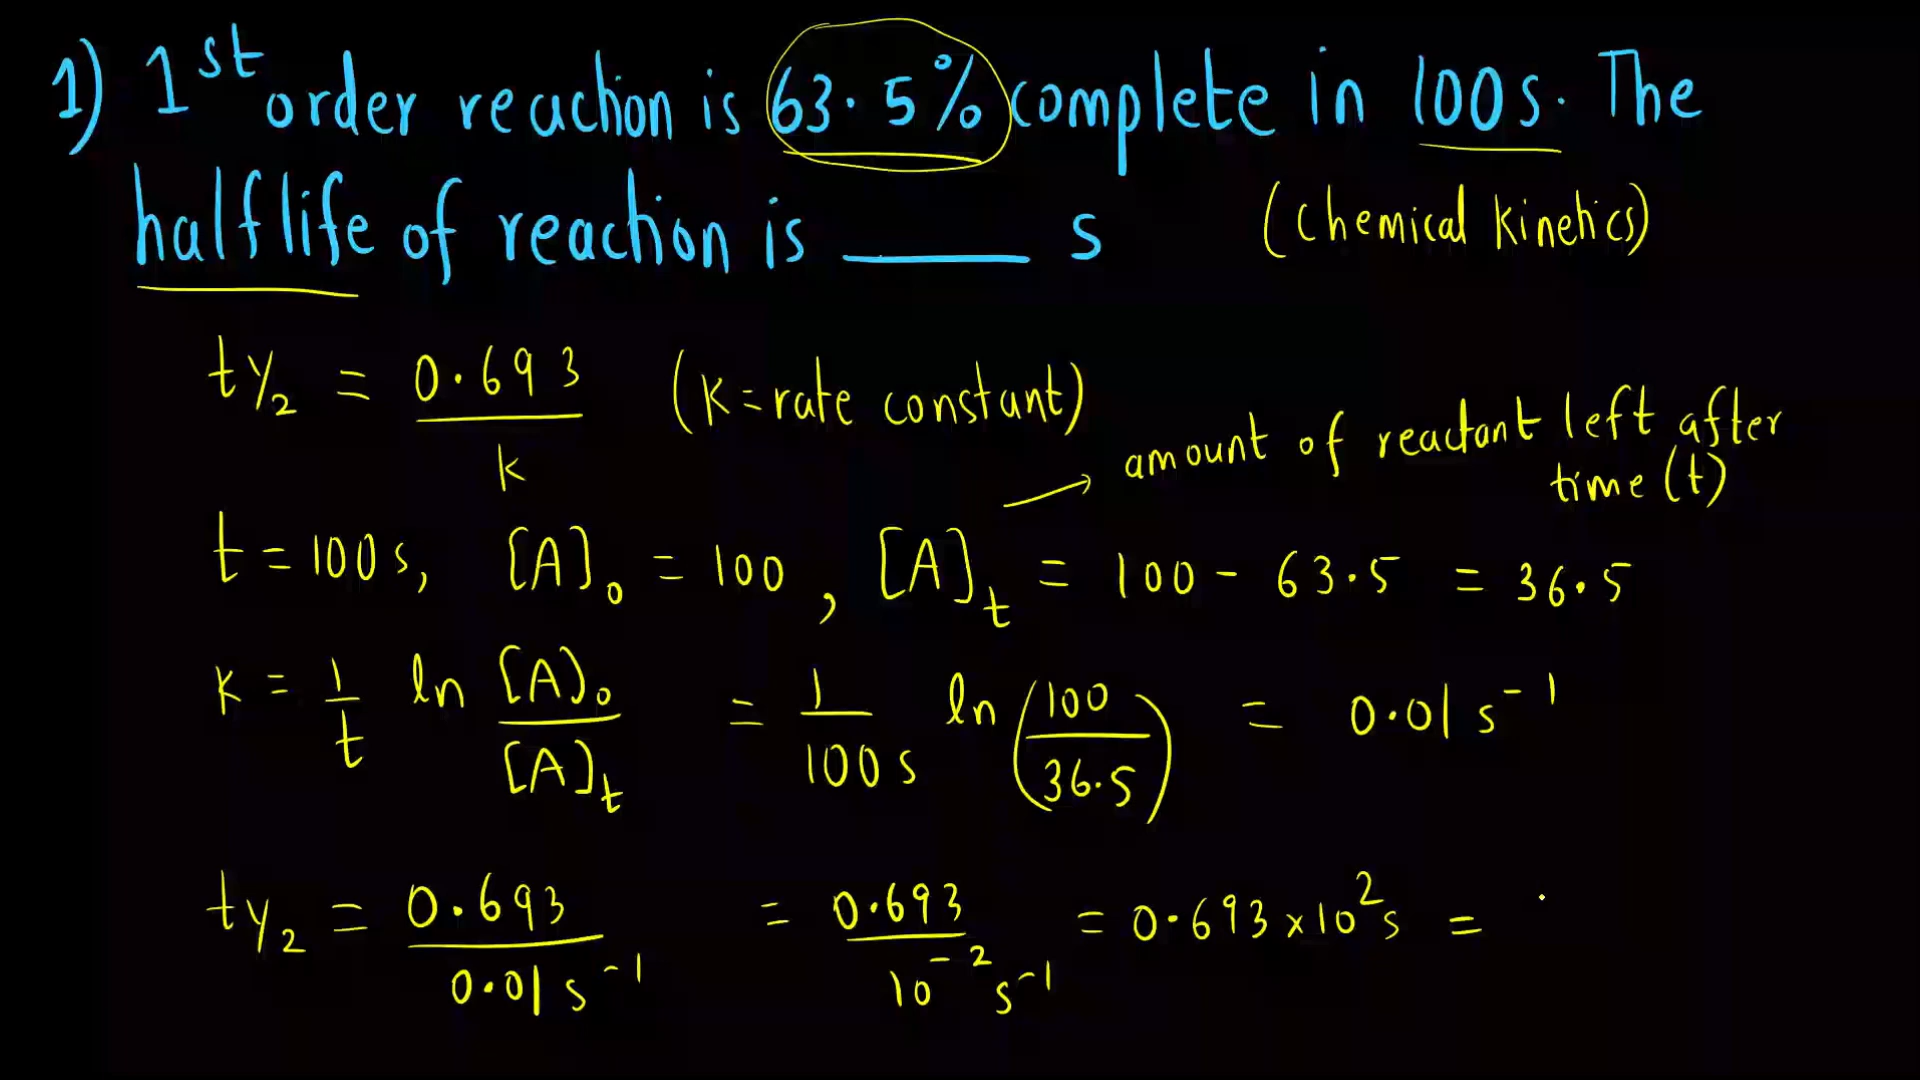 1) 1st order reaction is 63.5% complete in 100s. The
half life of reaction is ____ s (Chemical Kinetics)
t1/2 = 0.693/k (K = rate constant)
→ amount of reactant left after
time (t)
t = 100s, [A]₀ = 100, [A]t = 100 - 63.5 = 36.5
K = 1/t ln [A]₀/[A]t = 1/100s ln (100/36.5) = 0.01 s⁻¹
t1/2 = 0.693/0.01 s⁻¹ = 0.693/10⁻² s⁻¹ = 0.693 x 10² s =